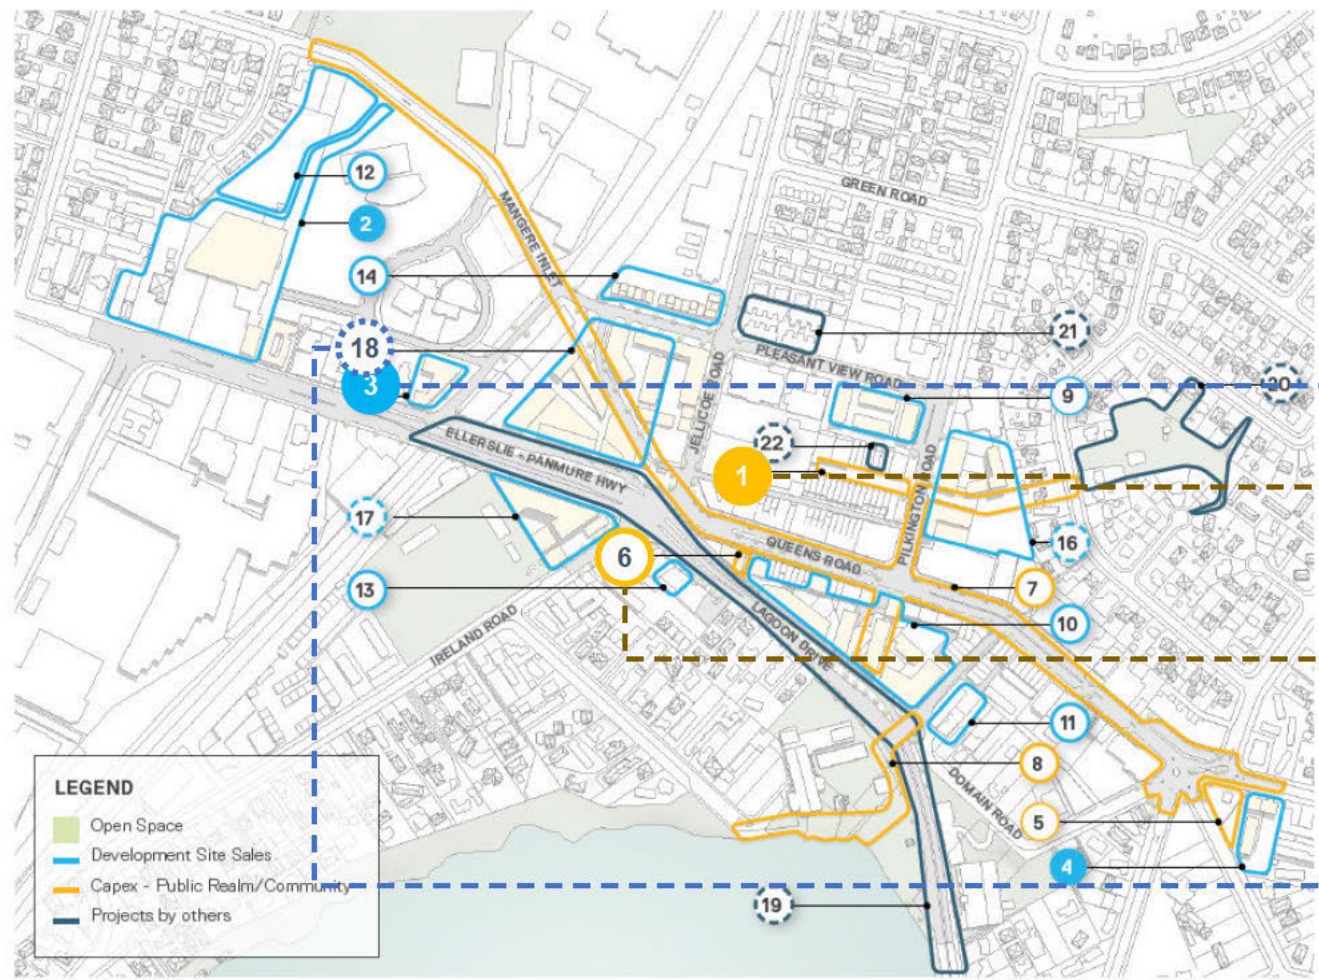 12
2
MANGERE INLET
GREEN ROAD
14
21
18
PLEASANT VIEW ROAD
3
20
9
JELLICOE ROAD
ELLERSLIE - PANMURE HWY
22
1
PILKINGTON ROAD
17
16
QUEENS ROAD
6
13
7
LAGOON DRIVE
10
IRELAND ROAD
11
8
DOMAIN ROAD
5
4
19
LEGEND
Open Space
Development Site Sales
Capex - Public Realm/Community
Projects by others